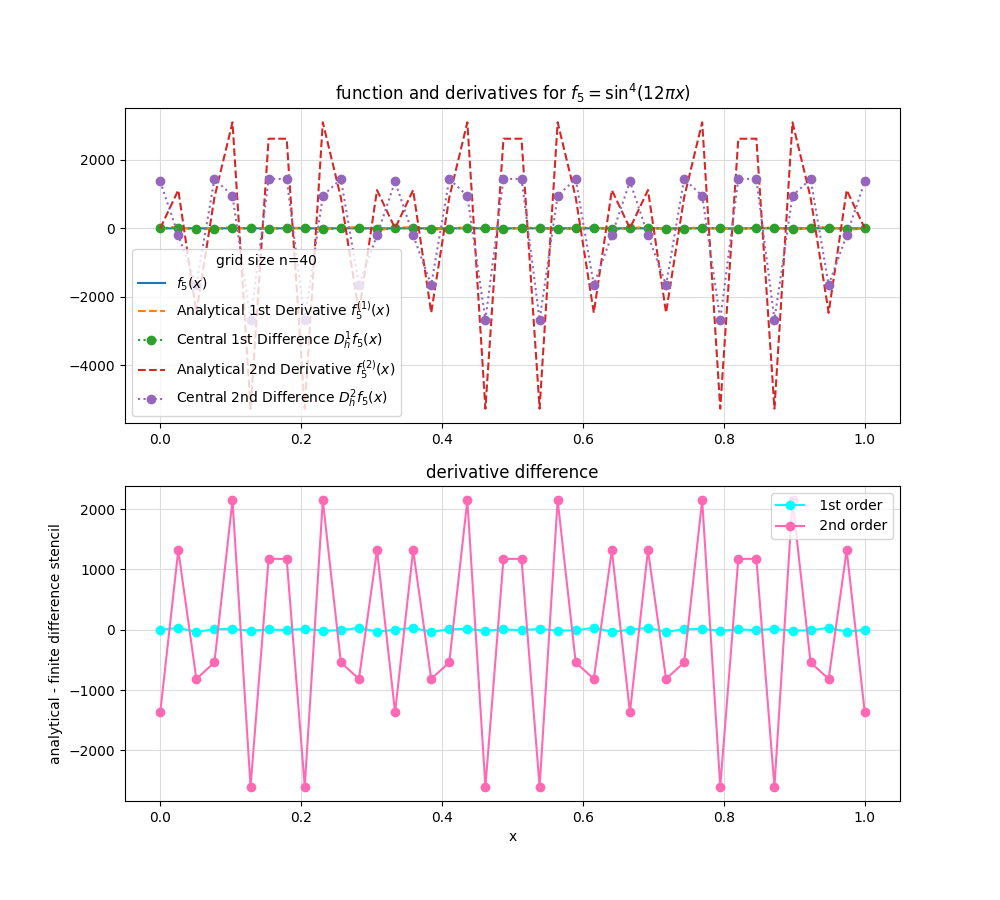 function and derivatives for $f_5 = \sin^4(12\pi x)$
2000
0
−2000
−4000
grid size n=40
$f_5(x)$
Analytical 1st Derivative $f_5^{(1)}(x)$
Central 1st Difference $D_h^1 f_5(x)$
Analytical 2nd Derivative $f_5^{(2)}(x)$
Central 2nd Difference $D_h^2 f_5(x)$
0.0 0.2 0.4 0.6 0.8 1.0
derivative difference
analytical - finite difference stencil
2000
1000
0
−1000
−2000
1st order
2nd order
0.0 0.2 0.4 0.6 0.8 1.0
x